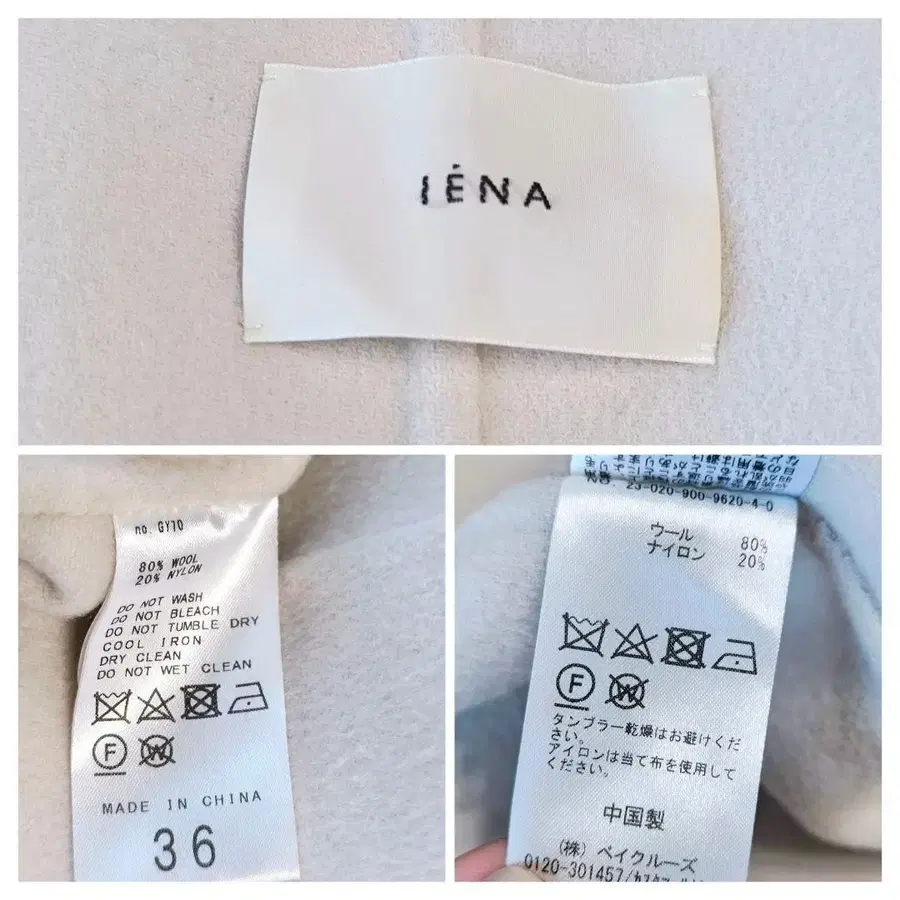 IÉNA
no. GY10
80% WOOL
20% NYLON
DO NOT WASH
DO NOT BLEACH
DO NOT TUMBLE DRY
COOL IRON
DRY CLEAN
DO NOT WET CLEAN
F W
MADE IN CHINA
36
23-020-900-9620-4-0
ウール 80%
ナイロン 20%
F W
タンブラー乾燥はお避けくだ
さい。
アイロンは当て布を使用して
ください。
中国製
(株) ベイクルーズ
0120-301457/